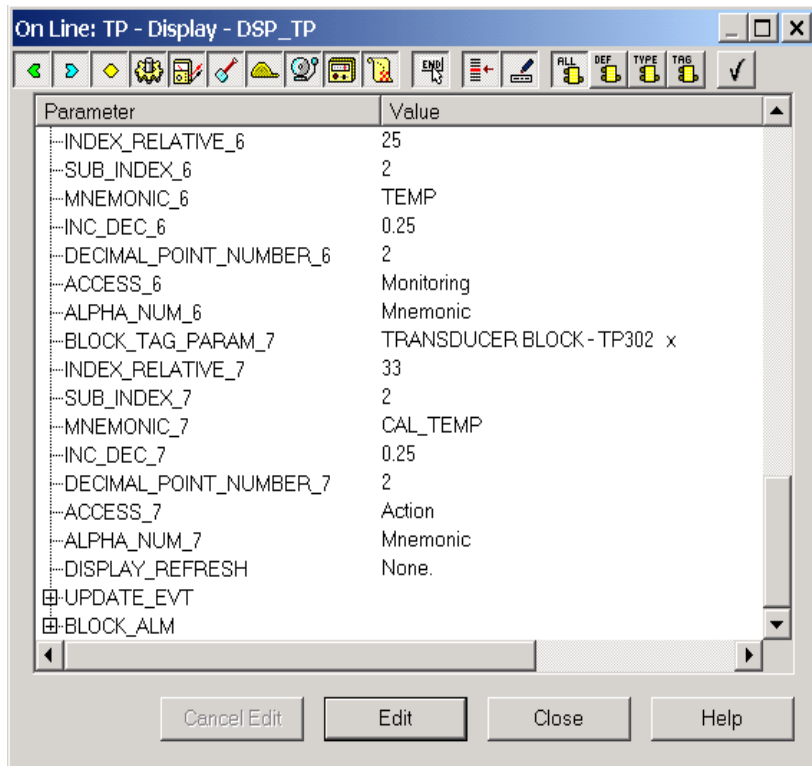 On Line: TP - Display - DSP_TP
END ALL DEF TYPE TAG
Parameter Value
INDEX_RELATIVE_6 25
SUB_INDEX_6 2
MNEMONIC_6 TEMP
INC_DEC_6 0.25
DECIMAL_POINT_NUMBER_6 2
ACCESS_6 Monitoring
ALPHA_NUM_6 Mnemonic
BLOCK_TAG_PARAM_7 TRANSDUCER BLOCK - TP302 x
INDEX_RELATIVE_7 33
SUB_INDEX_7 2
MNEMONIC_7 CAL_TEMP
INC_DEC_7 0.25
DECIMAL_POINT_NUMBER_7 2
ACCESS_7 Action
ALPHA_NUM_7 Mnemonic
DISPLAY_REFRESH None.
UPDATE_EVT
BLOCK_ALM
Cancel Edit Edit Close Help